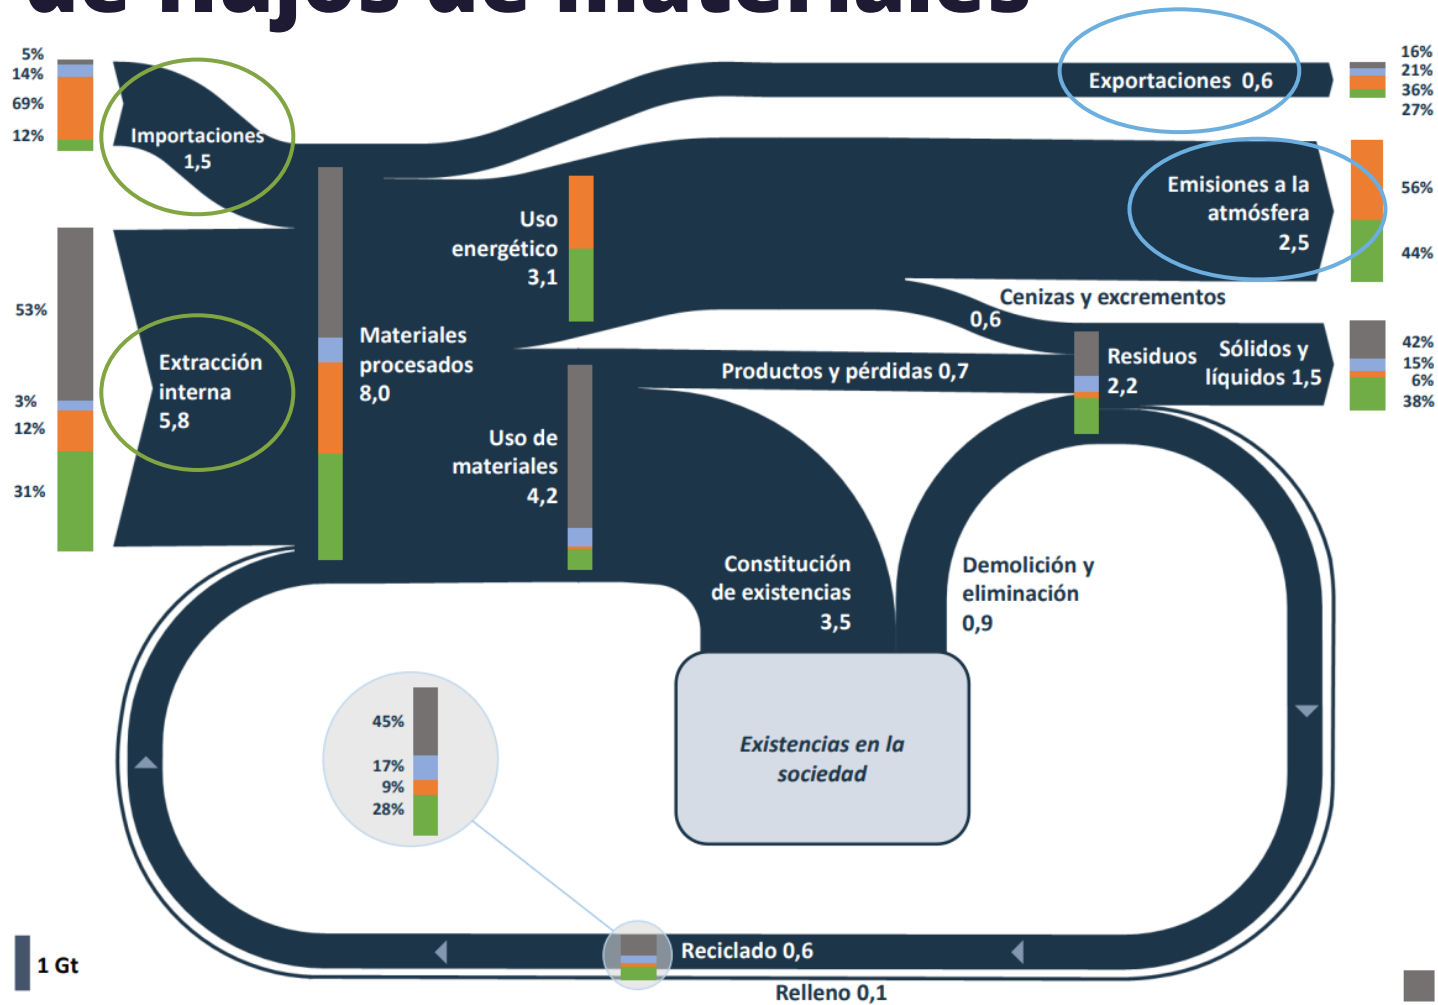 de flujos de materiales
5%
14%
69%
12%
Importaciones
1,5
53%
3%
12%
31%
Extracción
interna
5,8
Materiales
procesados
8,0
Uso
energético
3,1
Uso de
materiales
4,2
Exportaciones 0,6
16%
21%
36%
27%
Emisiones a la
atmósfera
2,5
56%
44%
Cenizas y excrementos
0,6
Productos y pérdidas 0,7
Residuos
2,2
Sólidos y
líquidos 1,5
42%
15%
6%
38%
Constitución
de existencias
3,5
Demolición y
eliminación
0,9
Existencias en la
sociedad
45%
17%
9%
28%
Reciclado 0,6
Relleno 0,1
1 Gt